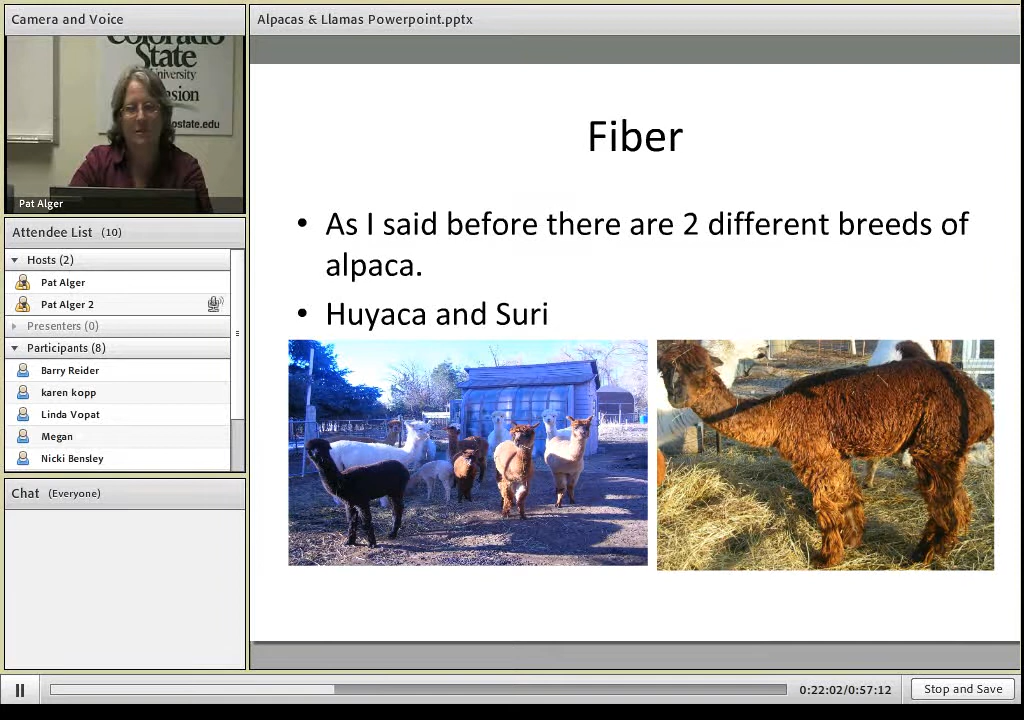 Camera and Voice
Colorado
State
University
ostate.edu
Pat Alger
Attendee List (10)
Hosts (2)
Pat Alger
Pat Alger 2
Presenters (0)
Participants (8)
Barry Reider
karen kopp
Linda Vopat
Megan
Nicki Bensley
Chat (Everyone)
Alpacas & Llamas Powerpoint.pptx
Fiber
• As I said before there are 2 different breeds of
alpaca.
• Huyaca and Suri
0:22:02/0:57:12
Stop and Save